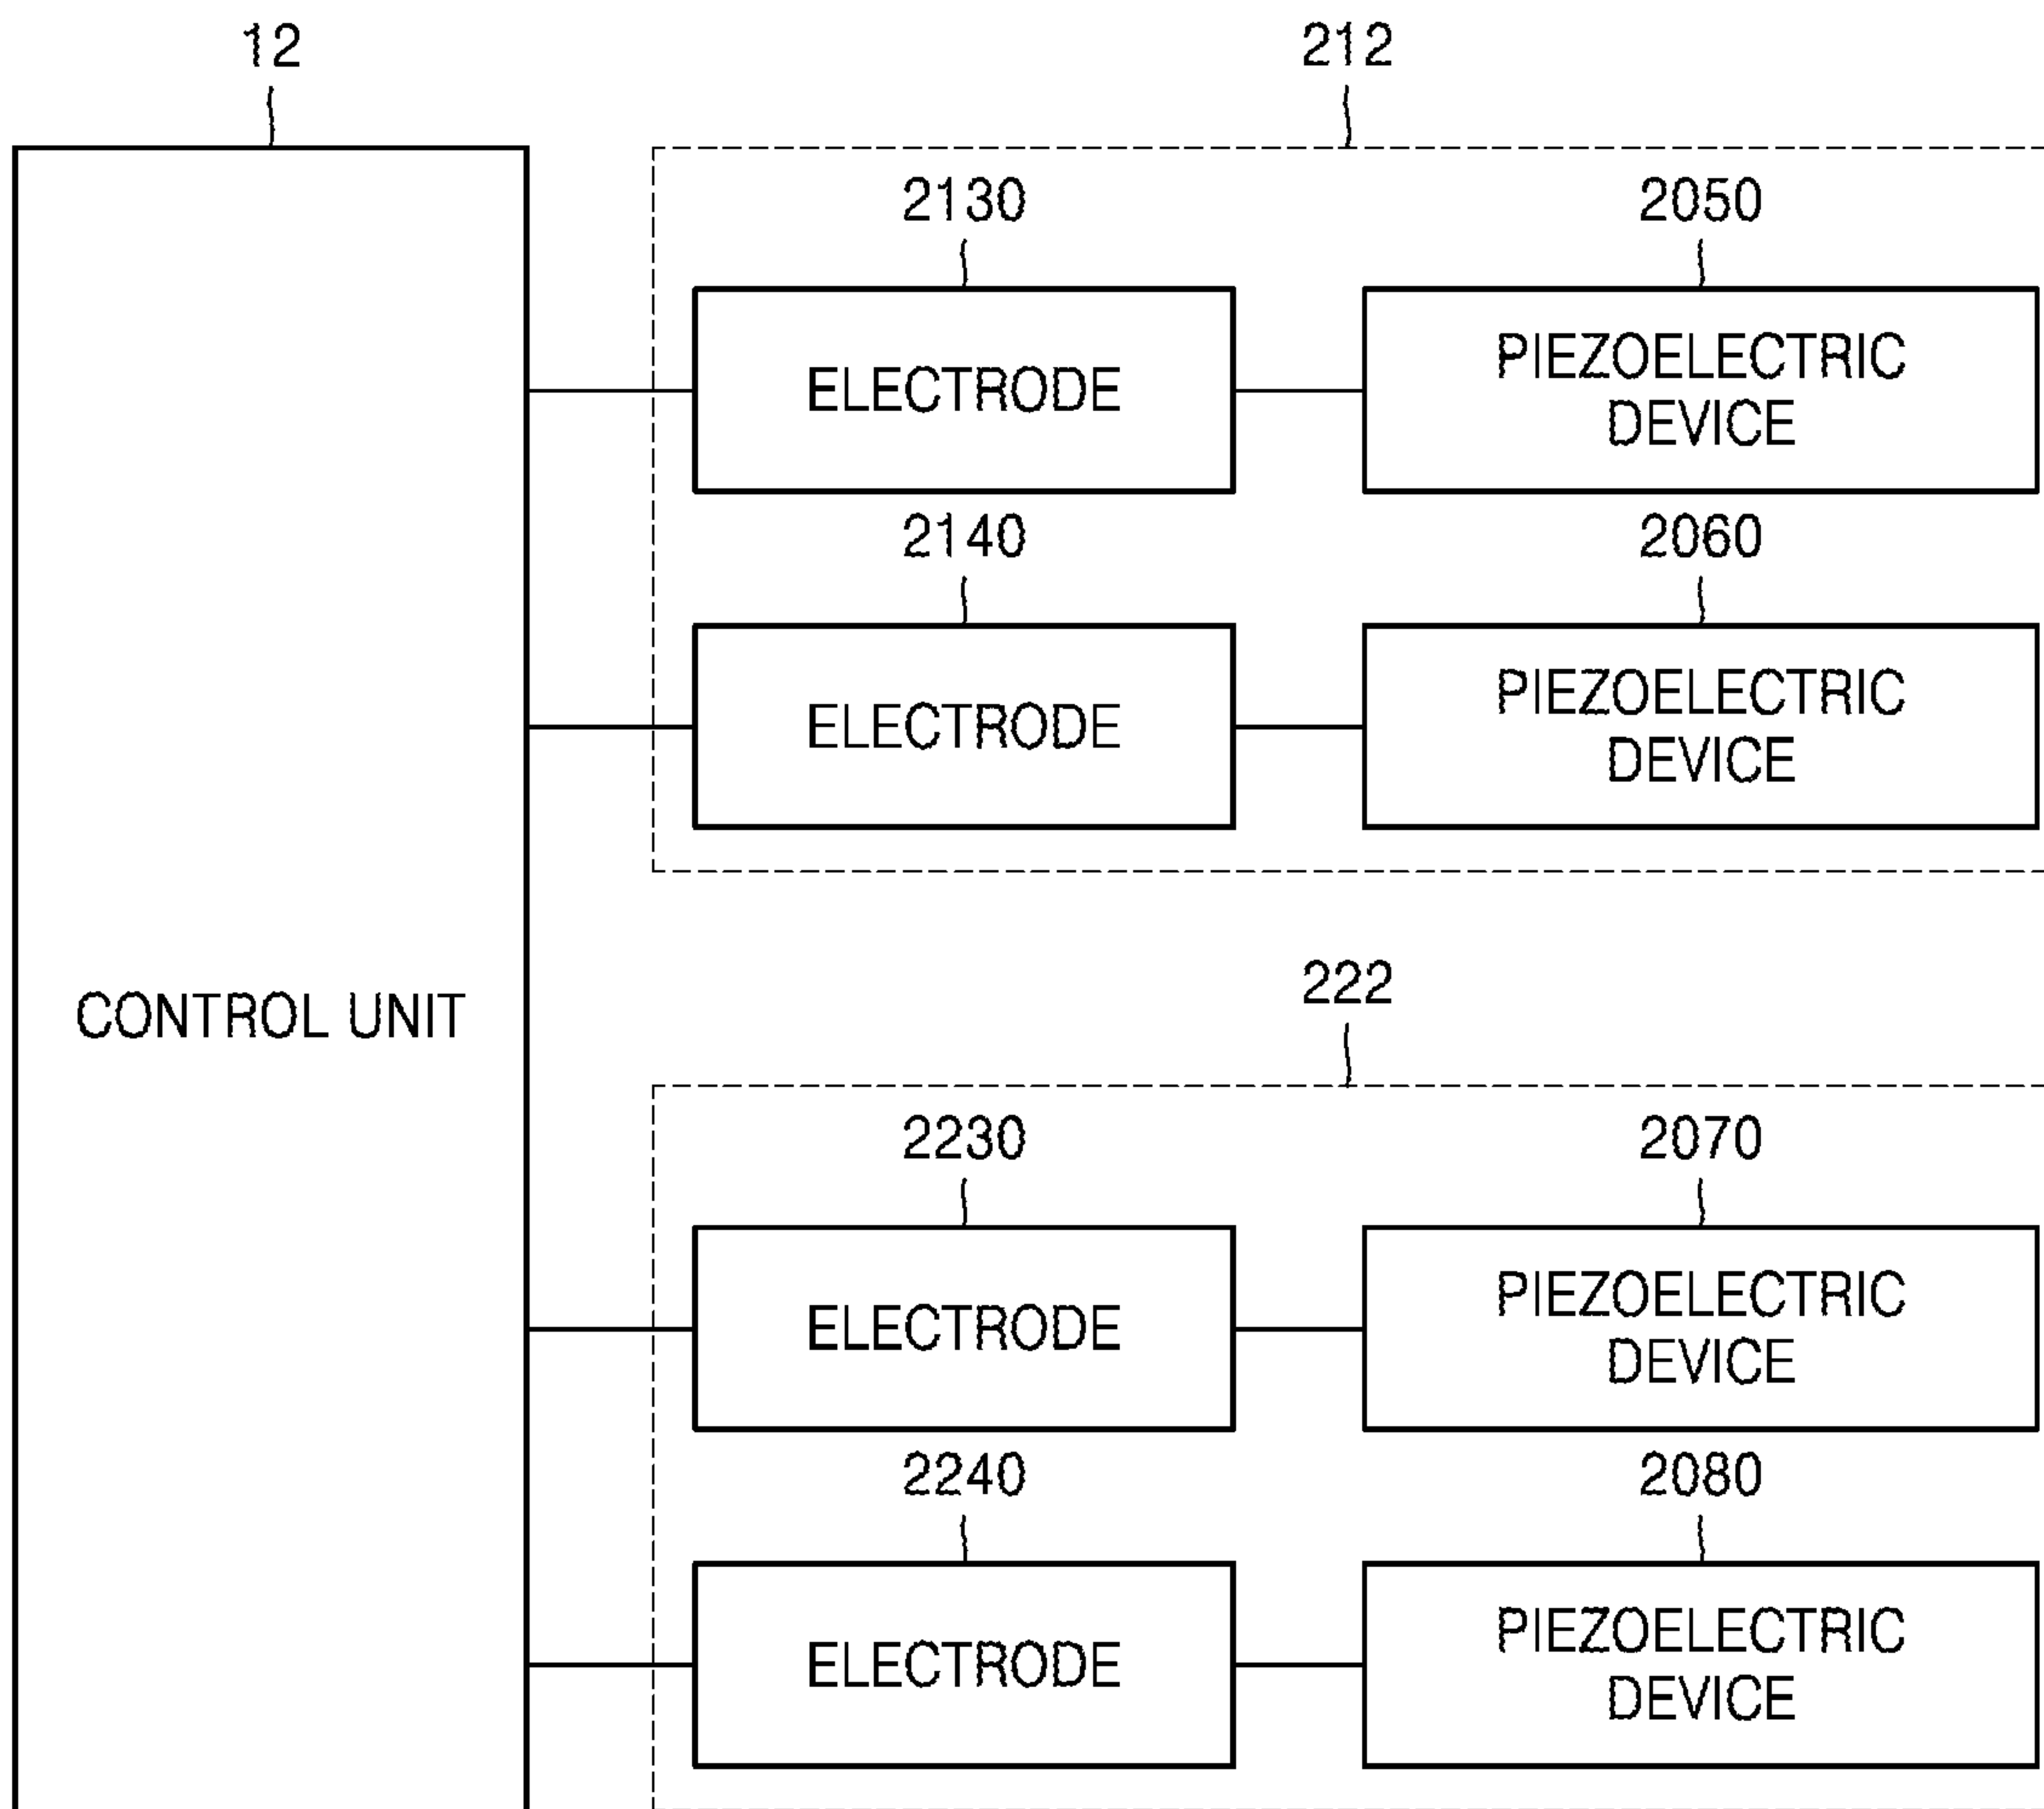 12
212
2130
2050
ELECTRODE
PIEZOELECTRIC
DEVICE
2140
2060
ELECTRODE
PIEZOELECTRIC
DEVICE
CONTROL UNIT
222
2230
2070
ELECTRODE
PIEZOELECTRIC
DEVICE
2240
2080
ELECTRODE
PIEZOELECTRIC
DEVICE